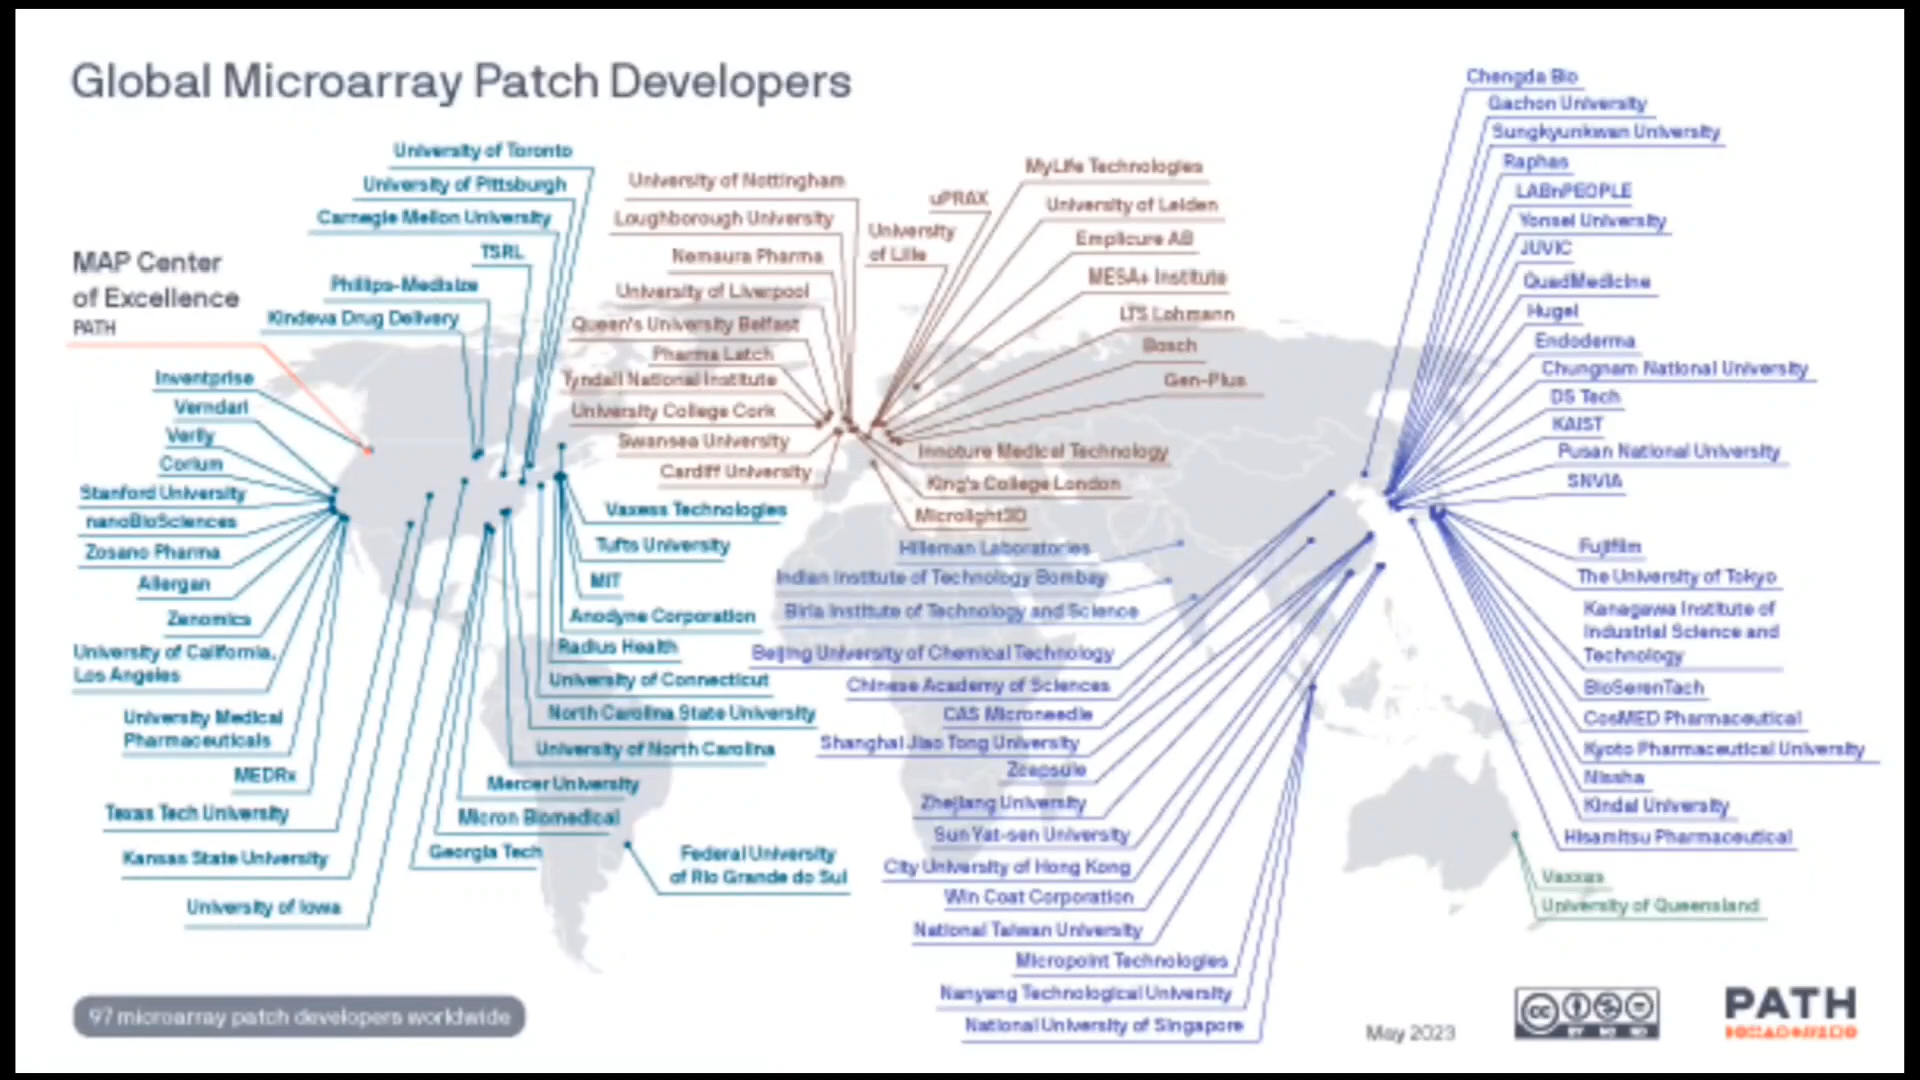 Global Microarray Patch Developers
MAP Center
of Excellence
PATH
University of Toronto
University of Pittsburgh
Carnegie Mellon University
TSRL
Phillips-Medisize
Kindeva Drug Delivery
Inventprise
Verndari
Verily
Corium
Stanford University
nanoBioSciences
Zosano Pharma
Allergan
Zenomics
University of California,
Los Angeles
University Medical
Pharmaceuticals
MEDRx
Texas Tech University
Kansas State University
University of Iowa
Vaxess Technologies
Tufts University
MIT
Anodyne Corporation
Radius Health
University of Connecticut
North Carolina State University
University of North Carolina
Mercer University
Micron Biomedical
Georgia Tech
Federal University
of Rio Grande do Sul
University of Nottingham
Loughborough University
Nemaura Pharma
University of Liverpool
Queen's University Belfast
Pharma Latch
Tyndall National Institute
University College Cork
Swansea University
Cardiff University
uPRAX
University
of Lille
MyLife Technologies
University of Leiden
Emplicure AB
MESA+ Institute
LTS Lohmann
Bosch
Gen-Plus
Innoture Medical Technology
King's College London
Microlight3D
Hilleman Laboratories
Indian Institute of Technology Bombay
Birla Institute of Technology and Science
Beijing University of Chemical Technology
Chinese Academy of Sciences
CAS Microneedle
Shanghai Jiao Tong University
Zcapsule
Zhejiang University
Sun Yat-sen University
City University of Hong Kong
Win Coat Corporation
National Taiwan University
Micropoint Technologies
Nanyang Technological University
National University of Singapore
Chengda Bio
Gachon University
Sungkyunkwan University
Raphas
LABnPEOPLE
Yonsei University
JUVIC
QuadMedicine
Hugel
Endoderma
Chungnam National University
DS Tech
KAIST
Pusan National University
SNVIA
Fujifilm
The University of Tokyo
Kanagawa Institute of
Industrial Science and
Technology
BioSerenTach
CosMED Pharmaceutical
Kyoto Pharmaceutical University
Nissha
Kindai University
Hisamitsu Pharmaceutical
Vaxxas
University of Queensland
97 microarray patch developers worldwide
May 2023
CC
BY NC ND
PATH